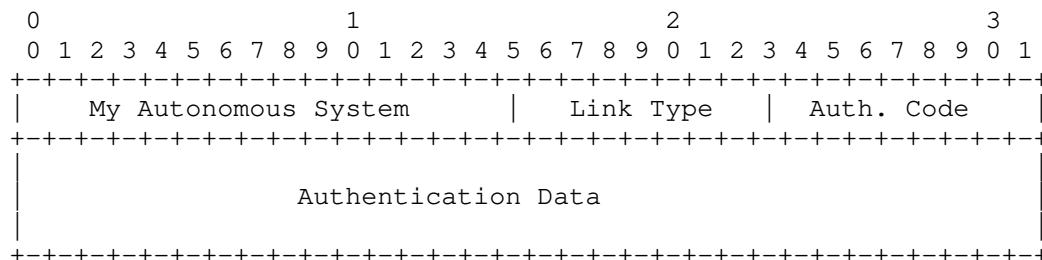 0                   1                   2                   3
0 1 2 3 4 5 6 7 8 9 0 1 2 3 4 5 6 7 8 9 0 1 2 3 4 5 6 7 8 9 0 1
+-+-+-+-+-+-+-+-+-+-+-+-+-+-+-+-+-+-+-+-+-+-+-+-+-+-+-+-+-+-+-+-+
|    My Autonomous System      |   Link Type   |  Auth. Code    |
+-+-+-+-+-+-+-+-+-+-+-+-+-+-+-+-+-+-+-+-+-+-+-+-+-+-+-+-+-+-+-+-+
|                                                               |
|                 Authentication Data                           |
|                                                               |
+-+-+-+-+-+-+-+-+-+-+-+-+-+-+-+-+-+-+-+-+-+-+-+-+-+-+-+-+-+-+-+-+